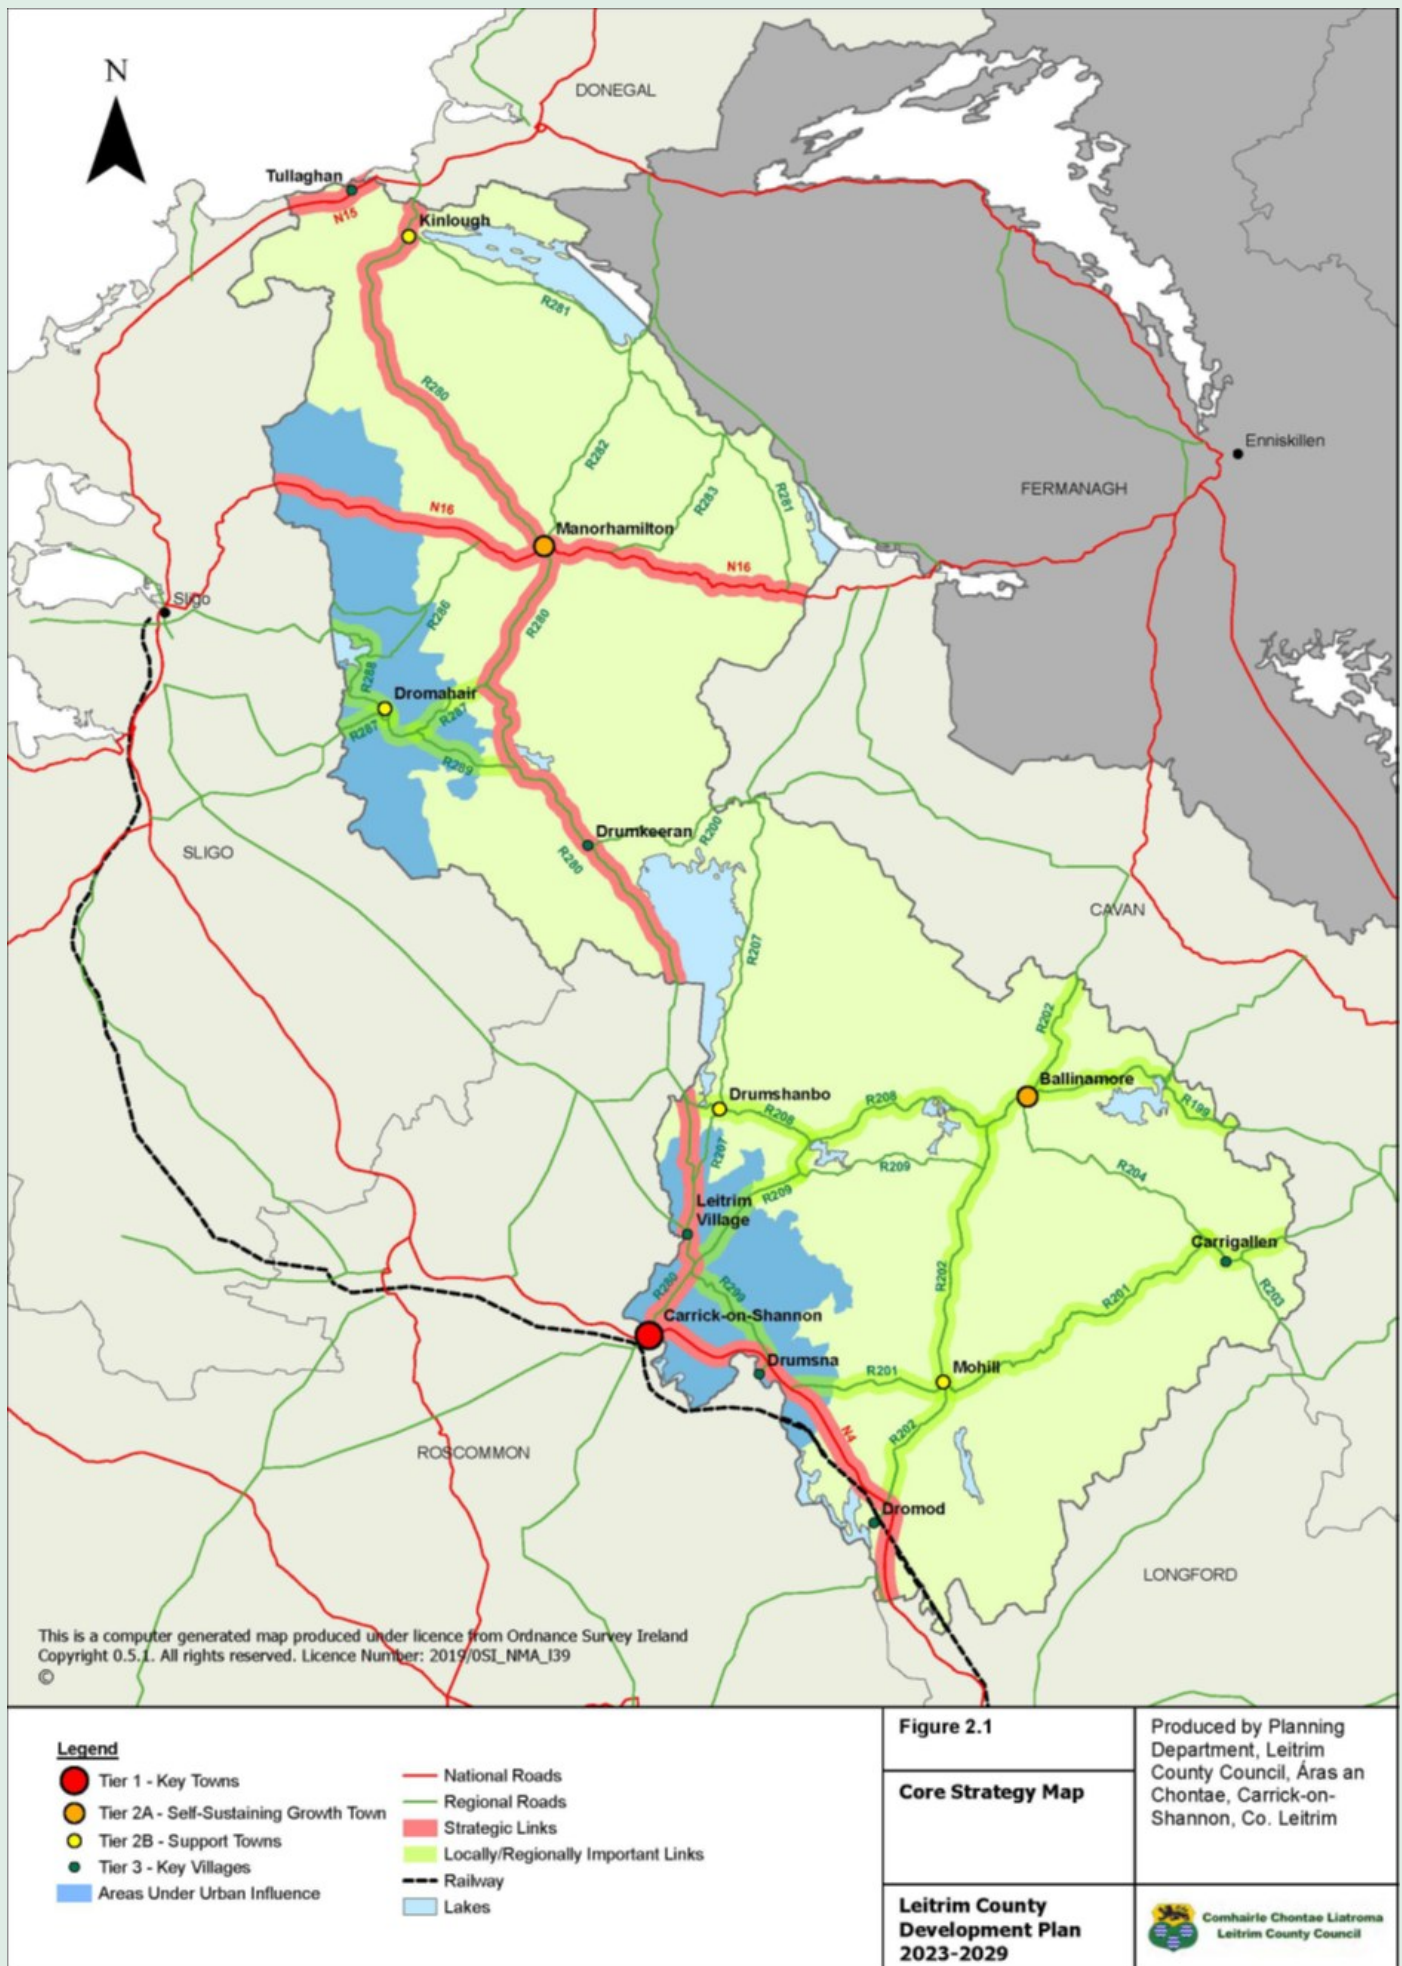 N
DONEGAL
Tullaghan
N15
Kinlough
R281
R280
Enniskillen
R282
FERMANAGH
R283
R281
N16
Manorhamilton
N16
Sligo
R286
R280
R288
Dromahair
R287
R287
R289
Drumkeeran
R200
R280
SLIGO
CAVAN
R207
R202
Ballinamore
Drumshanbo
R208
R208
R199
R207
R209
R204
R209
Leitrim
Village
Carrigallen
R280
R299
R202
R201
R203
Carrick-on-Shannon
Drumsna
R201
Mohill
N4
R202
ROSCOMMON
Dromod
LONGFORD
This is a computer generated map produced under licence from Ordnance Survey Ireland
Copyright 0.5.1. All rights reserved. Licence Number: 2019/0SI_NMA_l39
©
Legend
Tier 1 - Key Towns
Tier 2A - Self-Sustaining Growth Town
Tier 2B - Support Towns
Tier 3 - Key Villages
Areas Under Urban Influence
National Roads
Regional Roads
Strategic Links
Locally/Regionally Important Links
Railway
Lakes
Figure 2.1
Core Strategy Map
Leitrim County
Development Plan
2023-2029
Produced by Planning
Department, Leitrim
County Council, Áras an
Chontae, Carrick-on-
Shannon, Co. Leitrim
Comhairle Chontae Liatroma
Leitrim County Council